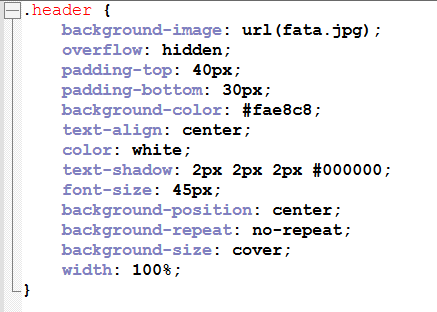 .header {
background-image: url(fata.jpg);
overflow: hidden;
padding-top: 40px;
padding-bottom: 30px;
background-color: #fae8c8;
text-align: center;
color: white;
text-shadow: 2px 2px 2px #000000;
font-size: 45px;
background-position: center;
background-repeat: no-repeat;
background-size: cover;
width: 100%;
}